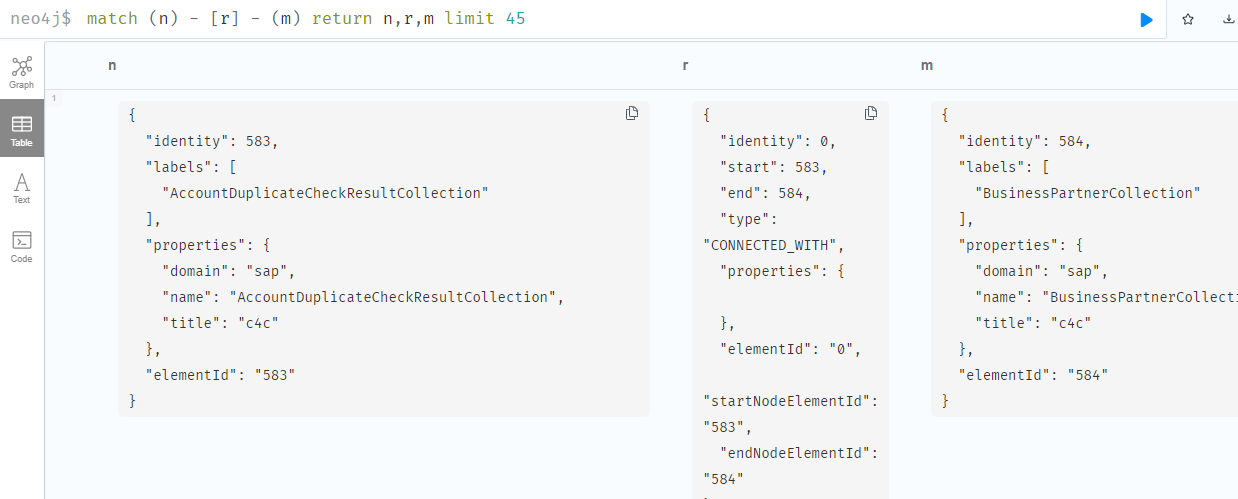 neo4j$ match (n) - [r] - (m) return n,r,m limit 45
Graph
Table
Text
Code
n
r
m
1
{
"identity": 583,
"labels": [
"AccountDuplicateCheckResultCollection"
],
"properties": {
"domain": "sap",
"name": "AccountDuplicateCheckResultCollection",
"title": "c4c"
},
"elementId": "583"
}
{
"identity": 0,
"start": 583,
"end": 584,
"type":
"CONNECTED_WITH",
"properties": {
},
"elementId": "0",
"startNodeElementId":
"583",
"endNodeElementId":
"584"
{
"identity": 584,
"labels": [
"BusinessPartnerCollection"
],
"properties": {
"domain": "sap",
"name": "BusinessPartnerCollecti
"title": "c4c"
},
"elementId": "584"
}